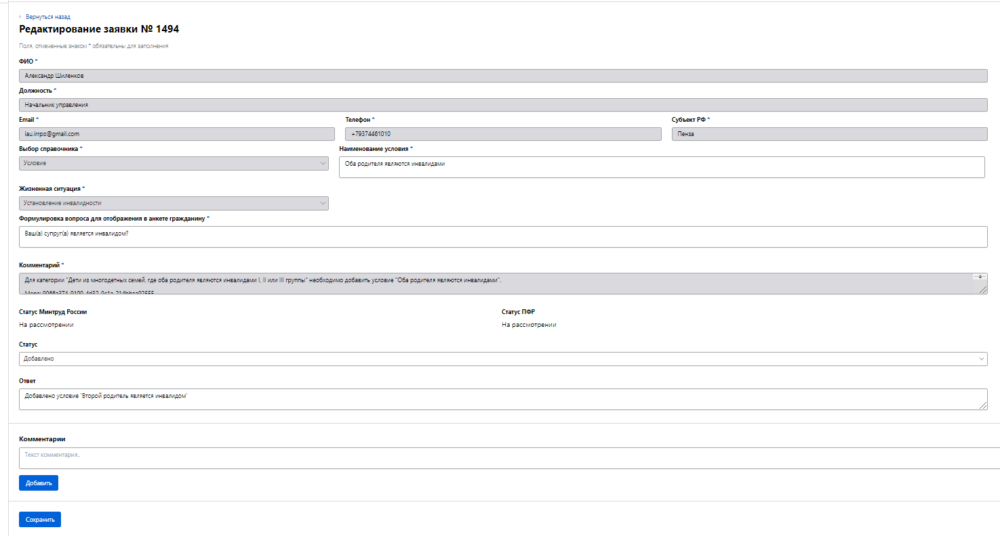 Вернуться назад
Редактирование заявки № 1494
Поля, отмеченные знаком * обязательны для заполнения
ФИО *
Александр Шиленков
Должность *
Начальник управления
Email * Телефон * Субъект РФ *
iau.irrpo@gmail.com +79374461010 Пенза
Выбор справочника * Наименование условия *
Условие Оба родителя являются инвалидами
Жизненная ситуация *
Установление инвалидности
Формулировка вопроса для отображения в анкете гражданину *
Ваш(а) супруг(а) является инвалидом?
Комментарий *
Для категории "Дети из многодетных семей, где оба родителя являются инвалидами I, II или III группы" необходимо добавить условие "Оба родителя являются инвалидами".
Статус Минтруд России Статус ПФР
На рассмотрении На рассмотрении
Статус
Добавлено
Ответ
Добавлено условие 'Второй родитель является инвалидом'
Комментарии
Текст комментария..
Добавить
Сохранить